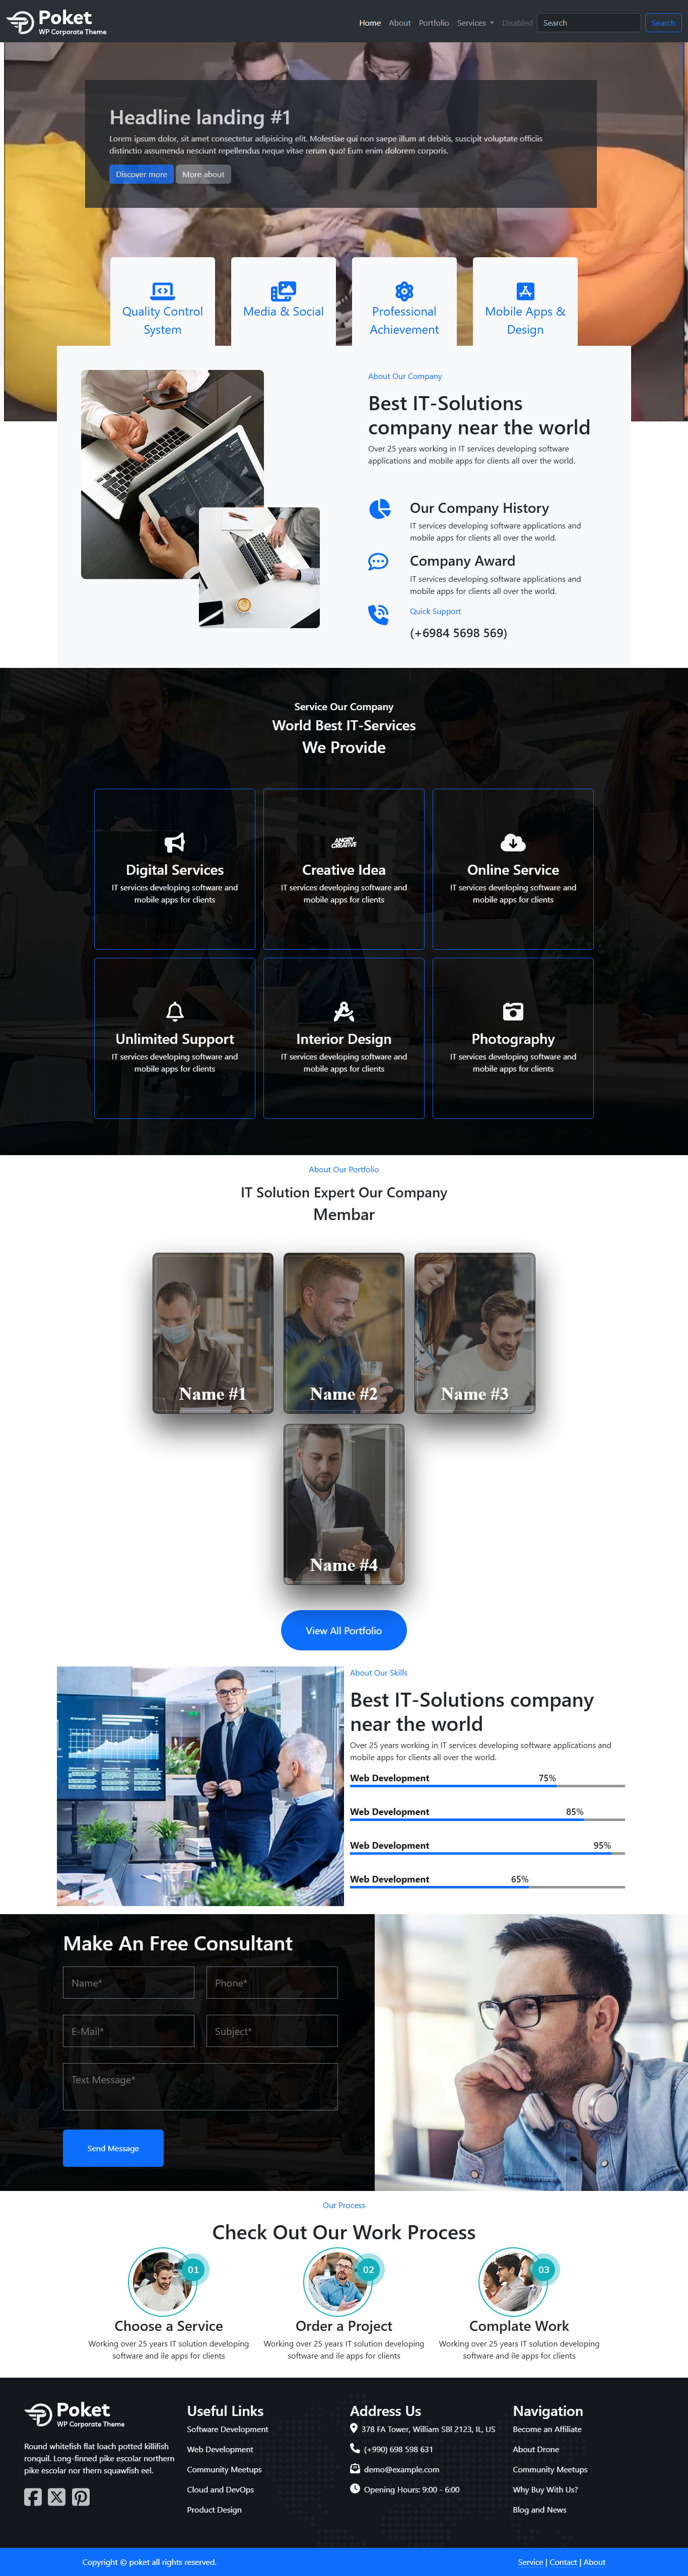 Poket
WP Corporate Theme
Home About Portfolio Services Disabled Search Search
Headline landing #1
Lorem ipsum dolor, sit amet consectetur adipisicing elit. Molestiae qui non saepe illum at debitis, suscipit voluptate officiis
distinctio assumenda nesciunt repellendus neque vitae rerum quo! Eum enim dolorem corporis.
Discover more More about
Quality Control
System
Media & Social
Professional
Achievement
Mobile Apps &
Design
About Our Company
Best IT-Solutions
company near the world
Over 25 years working in IT services developing software
applications and mobile apps for clients all over the world.
Our Company History
IT services developing software applications and
mobile apps for clients all over the world.
Company Award
IT services developing software applications and
mobile apps for clients all over the world.
Quick Support
(+6984 5698 569)
Service Our Company
World Best IT-Services
We Provide
Digital Services
IT services developing software and
mobile apps for clients
ANGRY
CREATIVE
Creative Idea
IT services developing software and
mobile apps for clients
Online Service
IT services developing software and
mobile apps for clients
Unlimited Support
IT services developing software and
mobile apps for clients
Interior Design
IT services developing software and
mobile apps for clients
Photography
IT services developing software and
mobile apps for clients
About Our Portfolio
IT Solution Expert Our Company
Membar
Name #1
Name #2
Name #3
Name #4
View All Portfolio
About Our Skills
Best IT-Solutions company
near the world
Over 25 years working in IT services developing software applications and
mobile apps for clients all over the world.
Web Development 75%
Web Development 85%
Web Development 95%
Web Development 65%
Make An Free Consultant
Name* Phone*
E-Mail* Subject*
Text Message*
Send Message
Our Process
Check Out Our Work Process
01
Choose a Service
Working over 25 years IT solution developing
software and ile apps for clients
02
Order a Project
Working over 25 years IT solution developing
software and ile apps for clients
03
Complate Work
Working over 25 years IT solution developing
software and ile apps for clients
Poket
WP Corporate Theme
Round whitefish flat loach potted killifish
ronquil. Long-finned pike escolar northern
pike escolar nor thern squawfish eel.
Useful Links
Software Development
Web Development
Community Meetups
Cloud and DevOps
Product Design
Address Us
378 FA Tower, William SBl 2123, IL, US
(+990) 698 598 631
demo@example.com
Opening Hours: 9:00 - 6:00
Navigation
Become an Affiliate
About Drone
Community Meetups
Why Buy With Us?
Blog and News
Copyright © poket all rights reserved.
Service | Contact | About